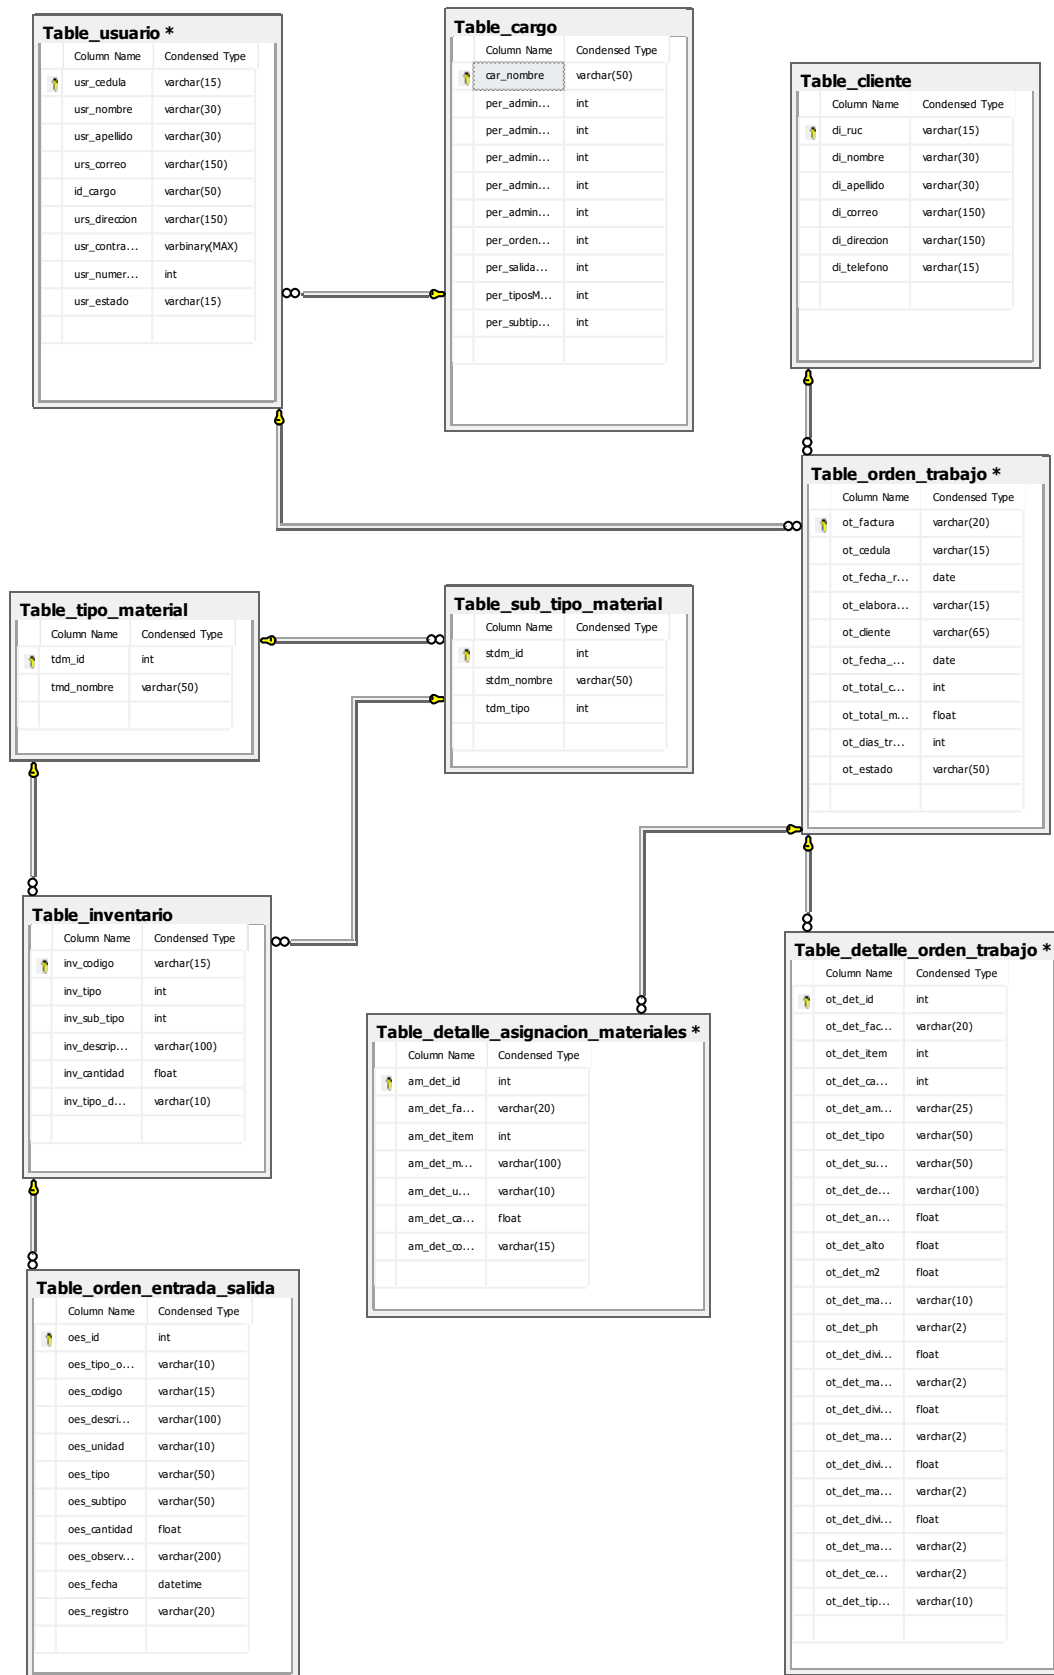 Table_usuario *
Column Name Condensed Type
usr_cedula varchar(15)
usr_nombre varchar(30)
usr_apellido varchar(30)
urs_correo varchar(150)
id_cargo varchar(50)
urs_direccion varchar(150)
usr_contra... varbinary(MAX)
usr_numer... int
usr_estado varchar(15)
Table_cargo
Column Name Condensed Type
car_nombre varchar(50)
per_admin... int
per_admin... int
per_admin... int
per_admin... int
per_admin... int
per_orden... int
per_salida... int
per_tiposM... int
per_subtip... int
Table_cliente
Column Name Condensed Type
cli_ruc varchar(15)
cli_nombre varchar(30)
cli_apellido varchar(30)
cli_correo varchar(150)
cli_direccion varchar(150)
cli_telefono varchar(15)
Table_orden_trabajo *
Column Name Condensed Type
ot_factura varchar(20)
ot_cedula varchar(15)
ot_fecha_r... date
ot_elabora... varchar(15)
ot_cliente varchar(65)
ot_fecha_... date
ot_total_c... int
ot_total_m... float
ot_dias_tr... int
ot_estado varchar(50)
Table_tipo_material
Column Name Condensed Type
tdm_id int
tmd_nombre varchar(50)
Table_sub_tipo_material
Column Name Condensed Type
stdm_id int
stdm_nombre varchar(50)
tdm_tipo int
Table_inventario
Column Name Condensed Type
inv_codigo varchar(15)
inv_tipo int
inv_sub_tipo int
inv_descrip... varchar(100)
inv_cantidad float
inv_tipo_d... varchar(10)
Table_detalle_asignacion_materiales *
Column Name Condensed Type
am_det_id int
am_det_fa... varchar(20)
am_det_item int
am_det_m... varchar(100)
am_det_u... varchar(10)
am_det_ca... float
am_det_co... varchar(15)
Table_detalle_orden_trabajo *
Column Name Condensed Type
ot_det_id int
ot_det_fac... varchar(20)
ot_det_item int
ot_det_ca... int
ot_det_am... varchar(25)
ot_det_tipo varchar(50)
ot_det_su... varchar(50)
ot_det_de... varchar(100)
ot_det_an... float
ot_det_alto float
ot_det_m2 float
ot_det_ma... varchar(10)
ot_det_ph varchar(2)
ot_det_divi... float
ot_det_ma... varchar(2)
ot_det_divi... float
ot_det_ma... varchar(2)
ot_det_divi... float
ot_det_ma... varchar(2)
ot_det_divi... float
ot_det_ma... varchar(2)
ot_det_ce... varchar(2)
ot_det_tip... varchar(10)
Table_orden_entrada_salida
Column Name Condensed Type
oes_id int
oes_tipo_o... varchar(10)
oes_codigo varchar(15)
oes_descri... varchar(100)
oes_unidad varchar(10)
oes_tipo varchar(50)
oes_subtipo varchar(50)
oes_cantidad float
oes_observ... varchar(200)
oes_fecha datetime
oes_registro varchar(20)